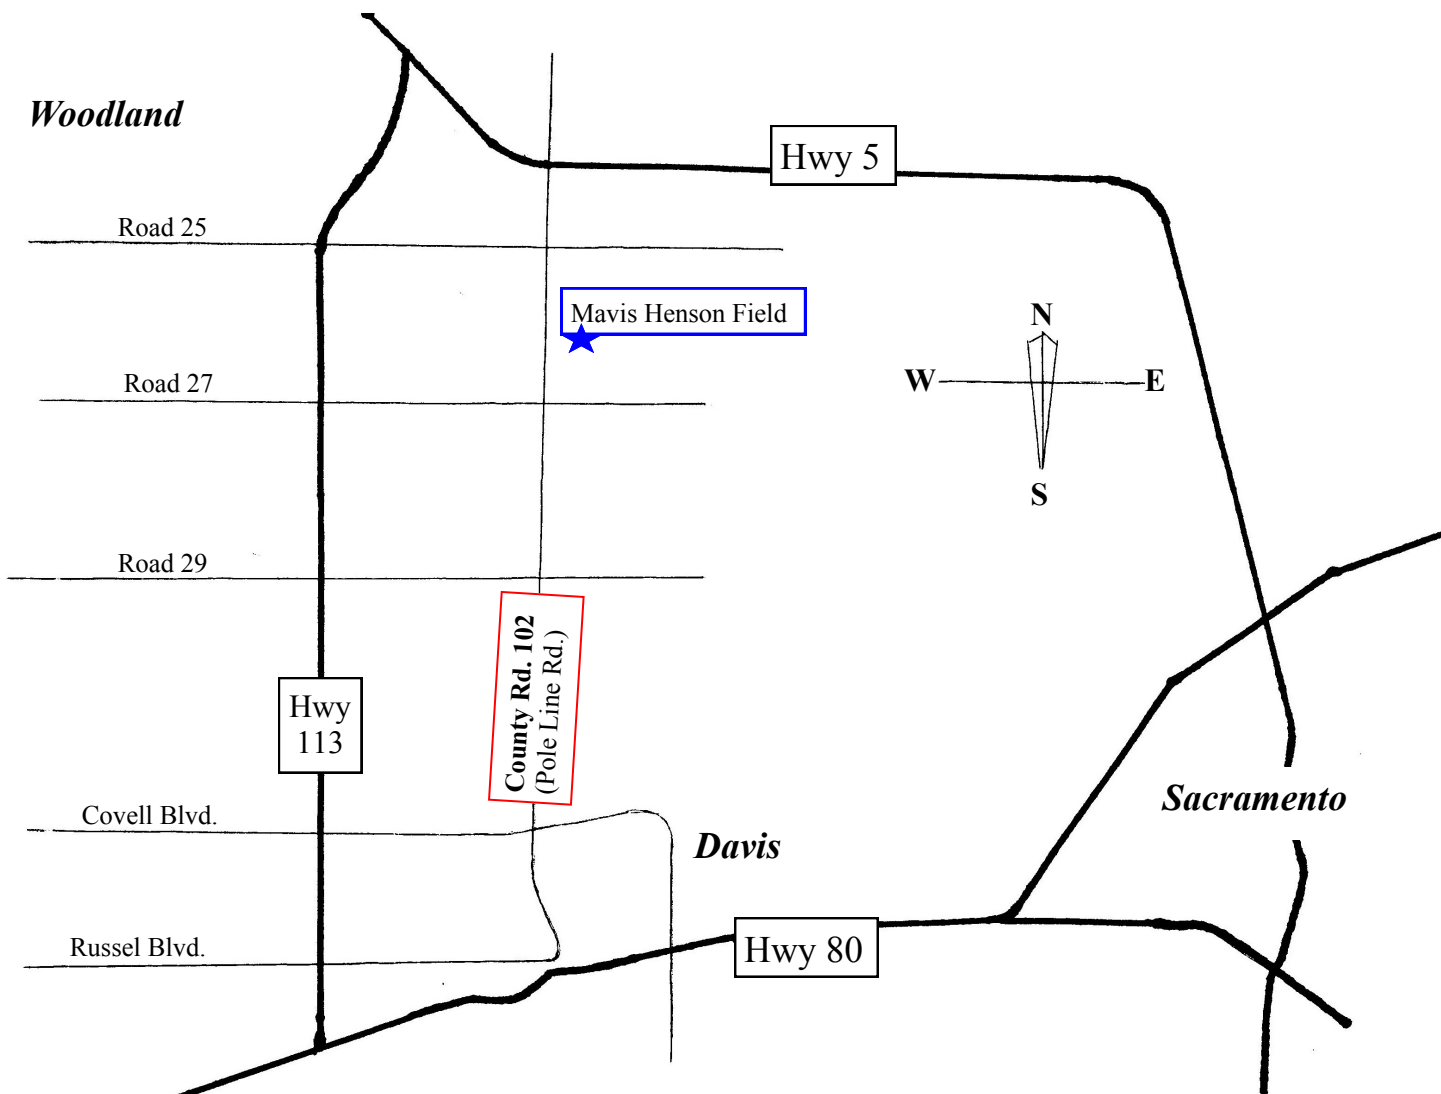 Woodland
Hwy 5
Road 25
Mavis Henson Field
N
W
E
S
Road 27
Road 29
County Rd. 102
(Pole Line Rd.)
Hwy
113
Covell Blvd.
Sacramento
Davis
Russel Blvd.
Hwy 80